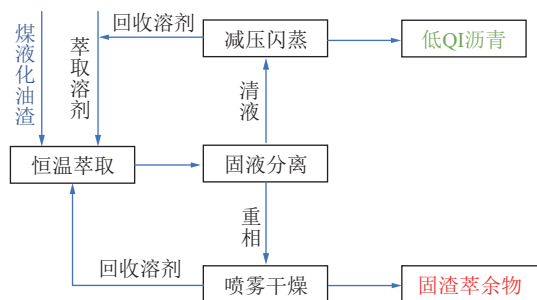 回收溶剂
减压闪蒸
低QI沥青
煤液化油渣
萃取溶剂
清液
恒温萃取
固液分离
重相
回收溶剂
喷雾干燥
固渣萃余物